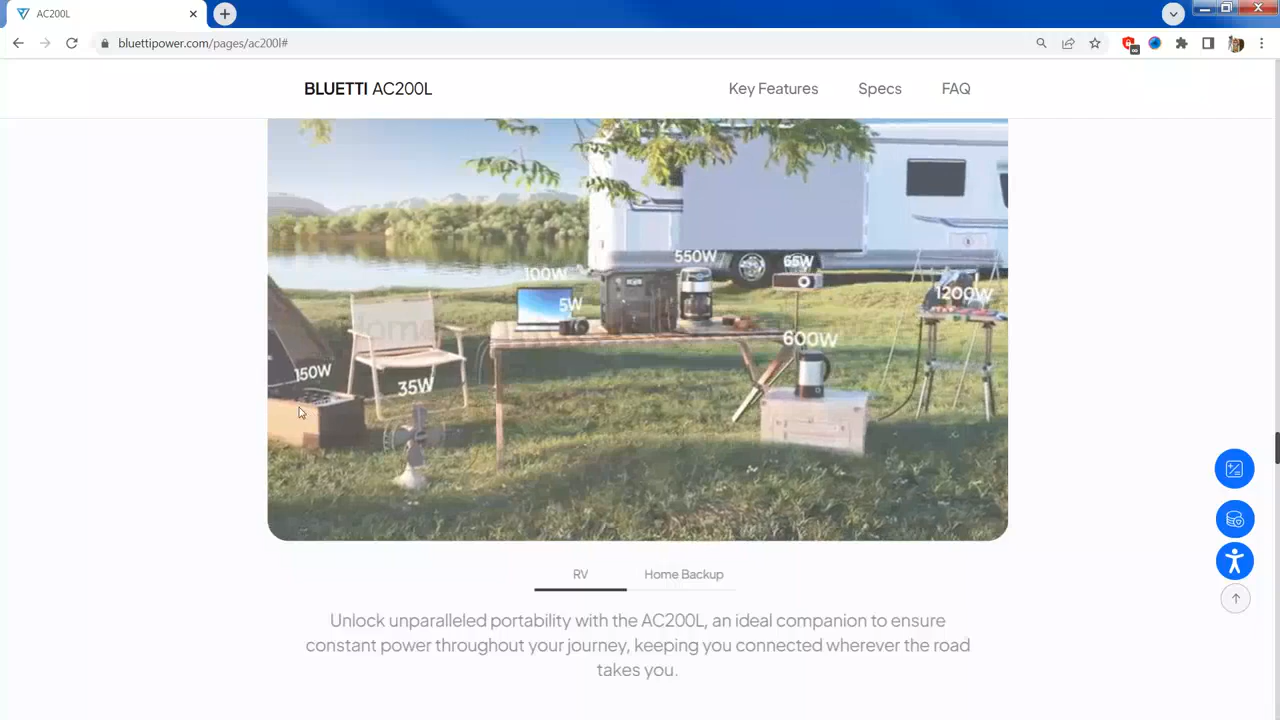 AC200L
bluettipower.com/pages/ac200l#
BLUETTI AC200L
Key Features
Specs
FAQ
550W
65W
100W
5W
1200W
600W
150W
35W
RV
Home Backup
Unlock unparalleled portability with the AC200L, an ideal companion to ensure
constant power throughout your journey, keeping you connected wherever the road
takes you.